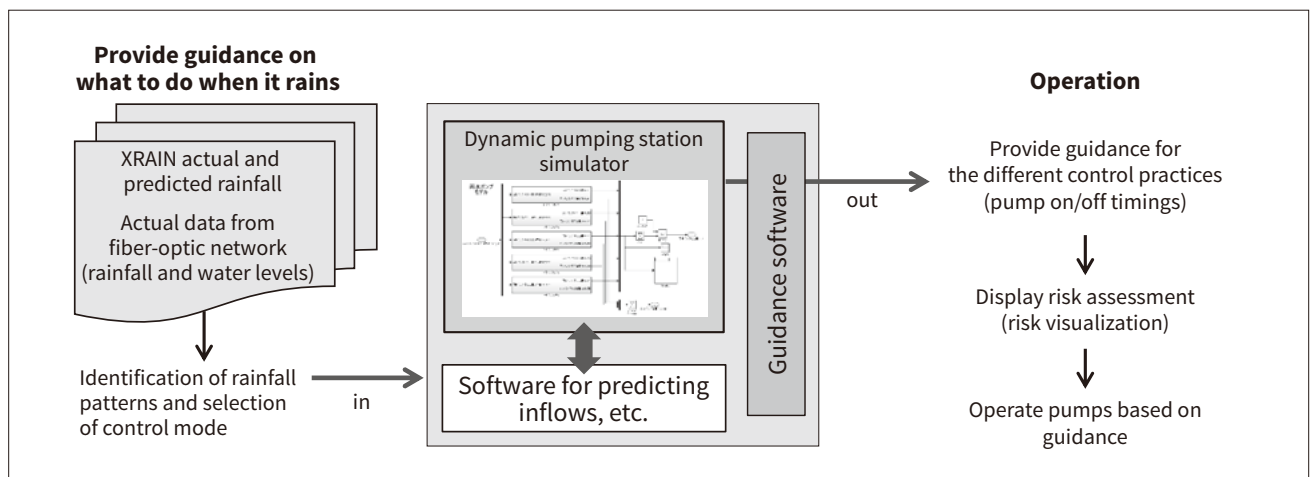 Provide guidance on
what to do when it rains
XRAIN actual and
predicted rainfall
Actual data from
fiber-optic network
(rainfall and water levels)
Identification of rainfall
patterns and selection
of control mode
in
Dynamic pumping station
simulator
Software for predicting
inflows, etc.
Guidance software
out
Operation
Provide guidance for
the different control practices
(pump on/off timings)
Display risk assessment
(risk visualization)
Operate pumps based on
guidance